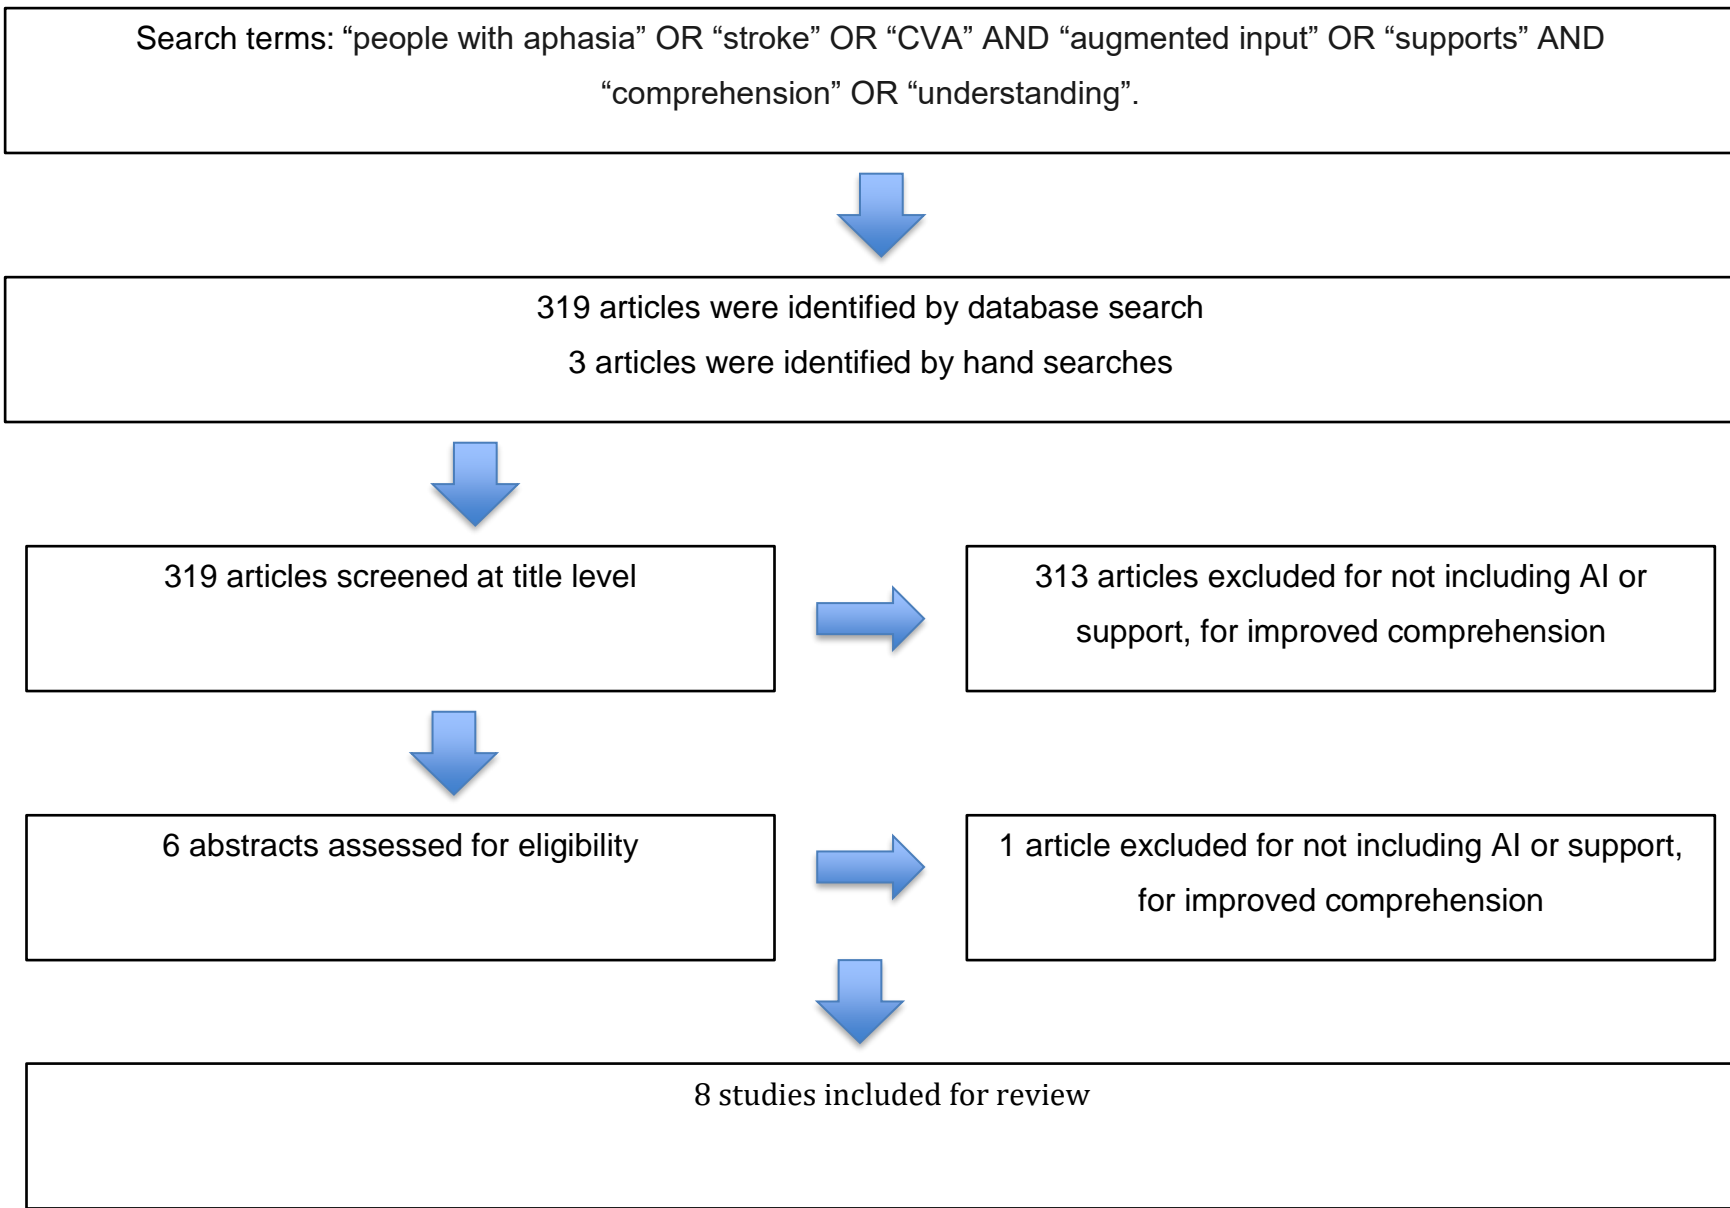 Search terms: “people with aphasia” OR “stroke” OR “CVA” AND “augmented input” OR “supports” AND
“comprehension” OR “understanding”.
319 articles were identified by database search
3 articles were identified by hand searches
319 articles screened at title level
313 articles excluded for not including AI or
support, for improved comprehension
6 abstracts assessed for eligibility
1 article excluded for not including AI or support,
for improved comprehension
8 studies included for review